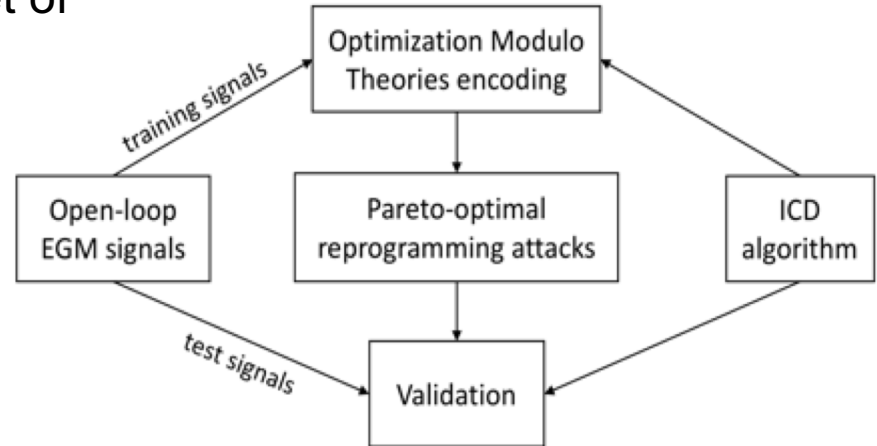 Optimization Modulo
Theories encoding
training signals
Open-loop
EGM signals
Pareto-optimal
reprogramming attacks
ICD
algorithm
test signals
Validation